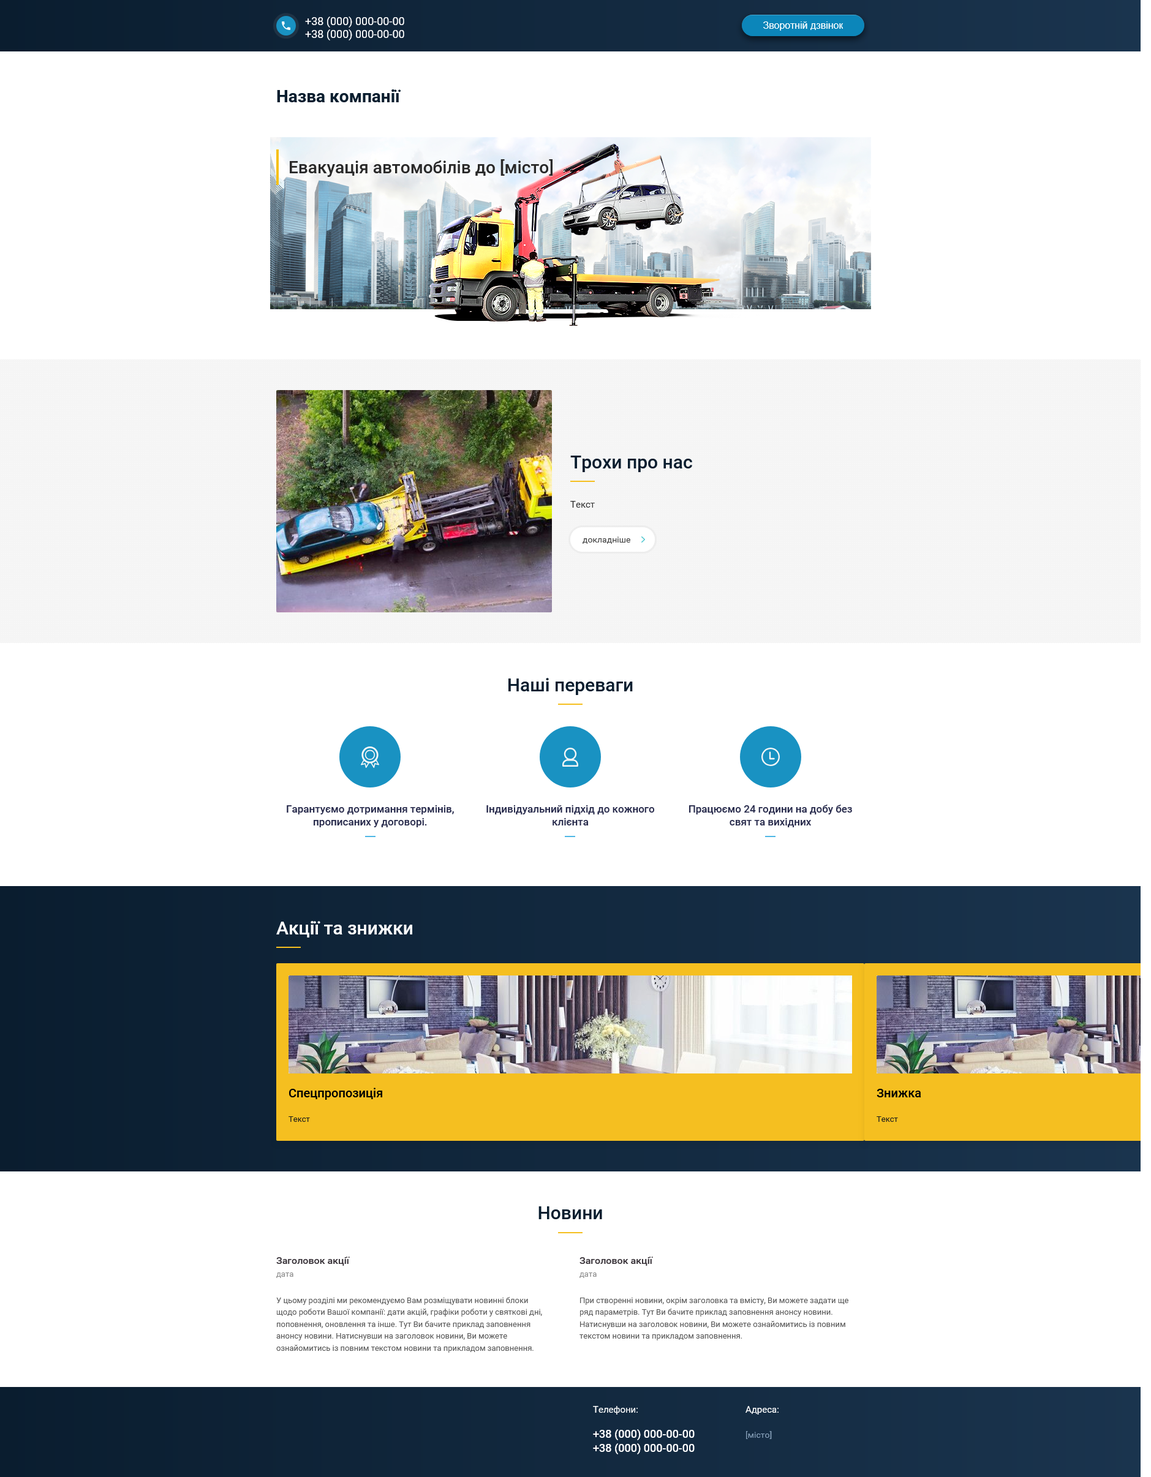 +38 (000) 000-00-00
+38 (000) 000-00-00
Зворотній дзвінок
Назва компанії
Евакуація автомобілів до [місто]
Трохи про нас
Текст
докладніше
Наші переваги
Гарантуємо дотримання термінів,
прописаних у договорі.
Індивідуальний підхід до кожного
клієнта
Працюємо 24 години на добу без
свят та вихідних
Акції та знижки
Спецпропозиція
Текст
Знижка
Текст
Новини
Заголовок акції
дата
У цьому розділі ми рекомендуємо Вам розміщувати новинні блоки
щодо роботи Вашої компанії: дати акцій, графіки роботи у святкові дні,
поповнення, оновлення та інше. Тут Ви бачите приклад заповнення
анонсу новини. Натиснувши на заголовок новини, Ви можете
ознайомитись із повним текстом новини та прикладом заповнення.
Заголовок акції
дата
При створенні новини, окрім заголовка та вмісту, Ви можете задати ще
ряд параметрів. Тут Ви бачите приклад заповнення анонсу новини.
Натиснувши на заголовок новини, Ви можете ознайомитись із повним
текстом новини та прикладом заповнення.
Телефони:
+38 (000) 000-00-00
+38 (000) 000-00-00
Адреса:
[місто]